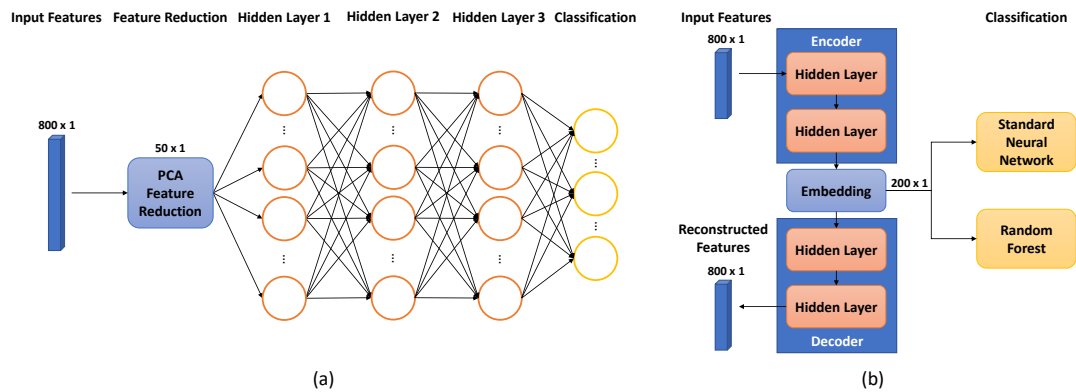 Input Features
Feature Reduction
Hidden Layer 1
Hidden Layer 2
Hidden Layer 3
Classification
800 x 1
50 x 1
PCA
Feature
Reduction
...
...
...
...
...
...
...
...
(a)
Input Features
Classification
800 x 1
Encoder
Hidden Layer
Hidden Layer
Embedding
200 x 1
Standard
Neural
Network
Random
Forest
Reconstructed
Features
800 x 1
Hidden Layer
Hidden Layer
Decoder
(b)